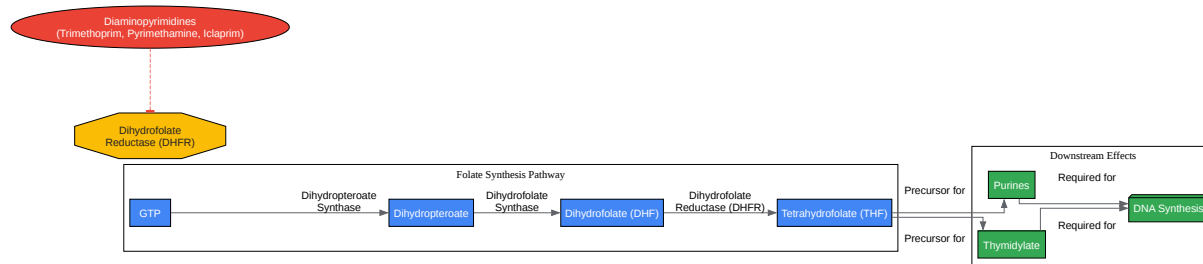 Diaminopyrimidines
(Trimethoprim, Pyrimethamine, Iclaprim)
Dihydrofolate
Reductase (DHFR)
Folate Synthesis Pathway
GTP
Dihydropteroate
Synthase
Dihydropteroate
Dihydrofolate
Synthase
Dihydrofolate (DHF)
Dihydrofolate
Reductase (DHFR)
Tetrahydrofolate (THF)
Precursor for
Precursor for
Downstream Effects
Purines
Required for
Thymidylate
Required for
DNA Synthesis